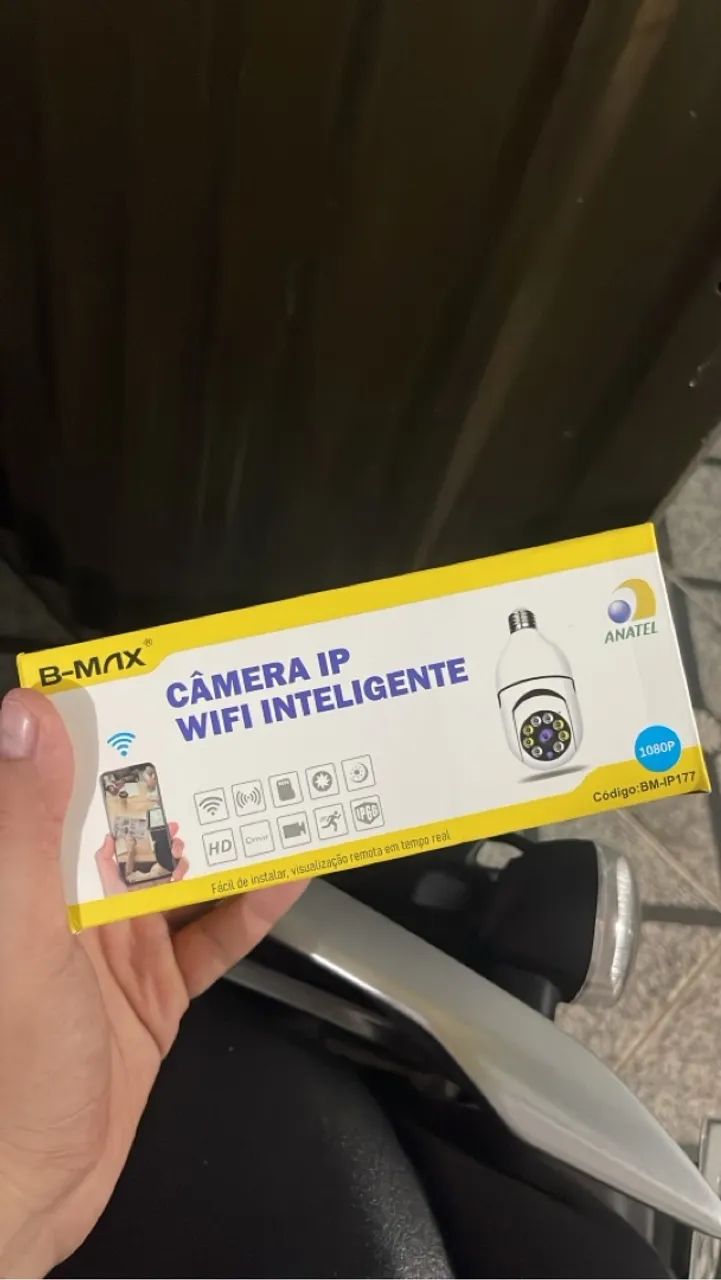 B-MAX®
CÂMERA IP
WIFI INTELIGENTE
ANATEL
1080P
Código:BM-IP177
HD
IP66
Fácil de instalar, visualização remota em tempo real